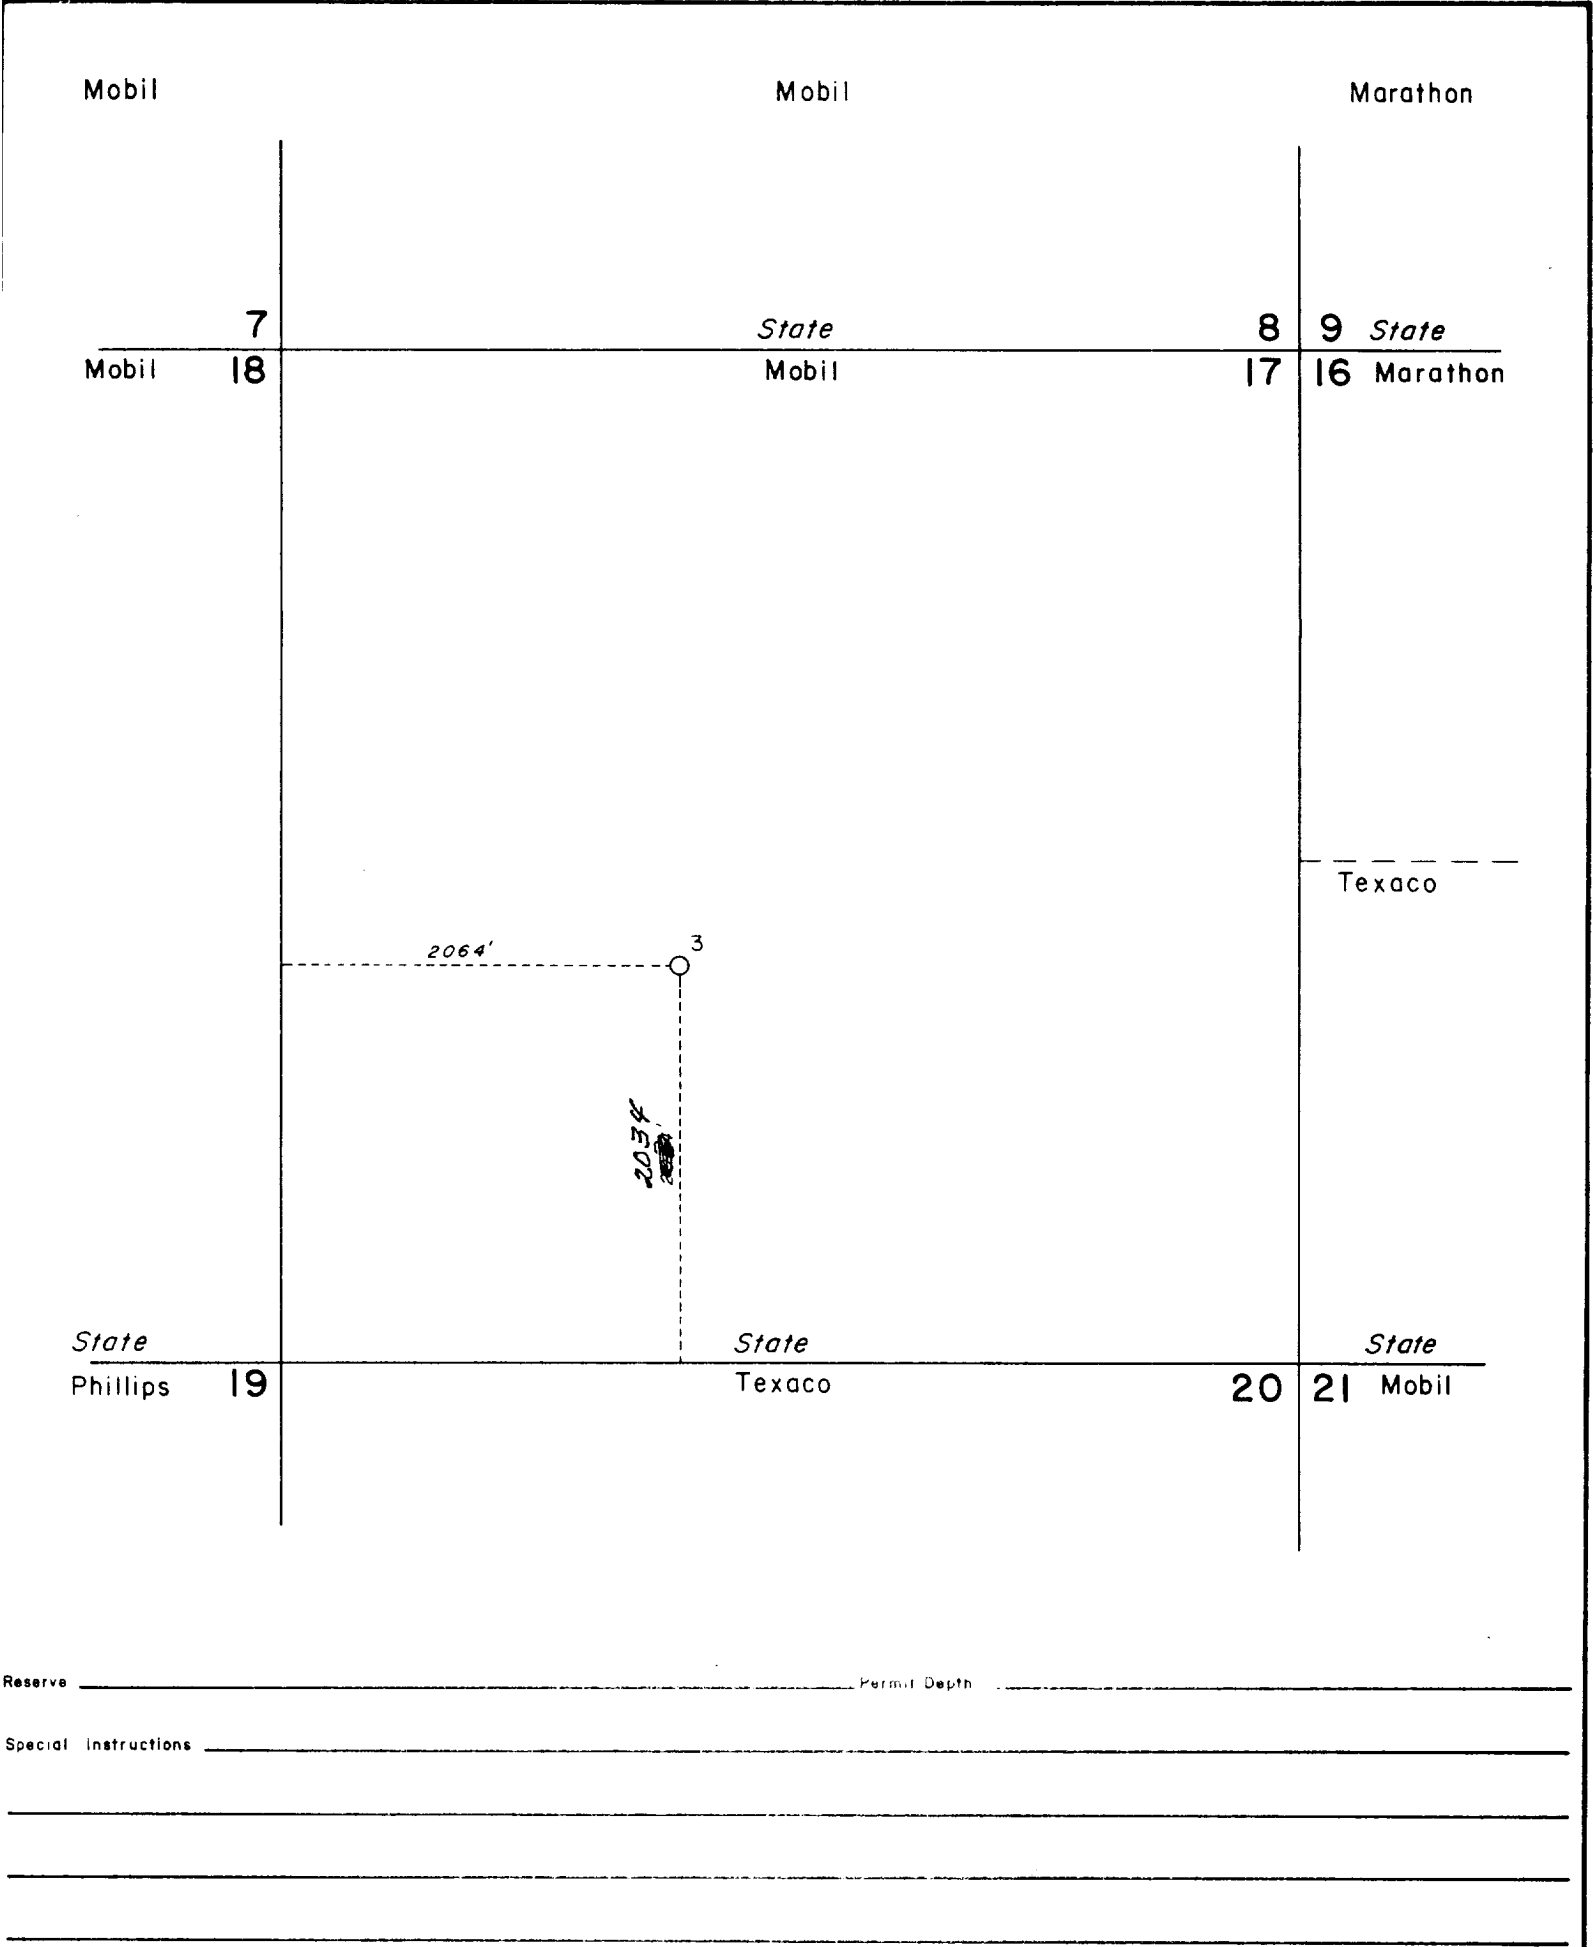 Mobil Mobil Marathon
7 State 8 9 State
Mobil 18 Mobil 17 16 Marathon
Texaco
3
2064'
2034
State State State
Phillips 19 Texaco 20 21 Mobil
Reserve Permit Depth
Special Instructions